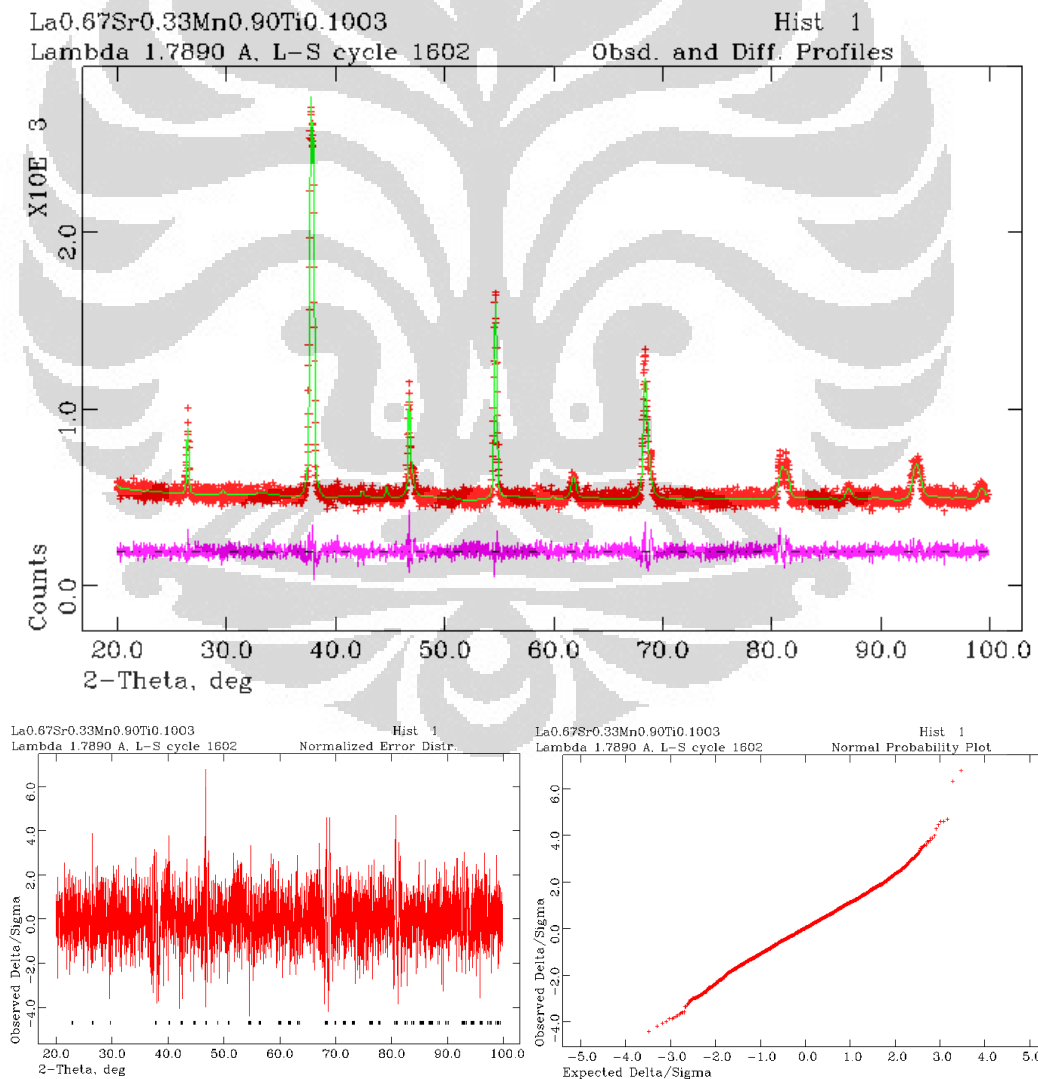 La0.67Sr0.33Mn0.90Ti0.10O3 Hist 1
Lambda 1.7890 A, L-S cycle 1602 Obsd. and Diff. Profiles
X10E 3
Counts
2.0
1.0
0.0
20.0 30.0 40.0 50.0 60.0 70.0 80.0 90.0 100.0
2-Theta, deg
La0.67Sr0.33Mn0.90Ti0.10O3 Hist 1
Lambda 1.7890 A, L-S cycle 1602 Normalized Error Distr.
Observed Delta/Sigma
6.0
4.0
2.0
0.0
-2.0
-4.0
20.0 30.0 40.0 50.0 60.0 70.0 80.0 90.0 100.0
2-Theta, deg
La0.67Sr0.33Mn0.90Ti0.10O3 Hist 1
Lambda 1.7890 A, L-S cycle 1602 Normal Probability Plot
Observed Delta/Sigma
6.0
4.0
2.0
0.0
-2.0
-4.0
-5.0 -4.0 -3.0 -2.0 -1.0 0.0 1.0 2.0 3.0 4.0 5.0
Expected Delta/Sigma